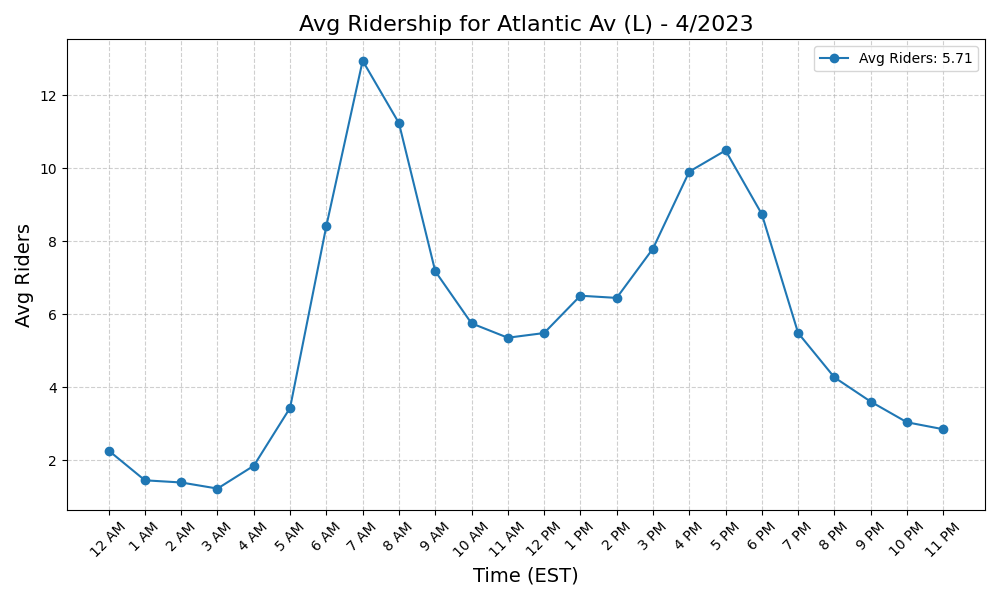 Avg Ridership for Atlantic Av (L) - 4/2023
Avg Riders: 5.71
Avg Riders
12
10
8
6
4
2
12 AM
1 AM
2 AM
3 AM
4 AM
5 AM
6 AM
7 AM
8 AM
9 AM
10 AM
11 AM
12 PM
1 PM
2 PM
3 PM
4 PM
5 PM
6 PM
7 PM
8 PM
9 PM
10 PM
11 PM
Time (EST)